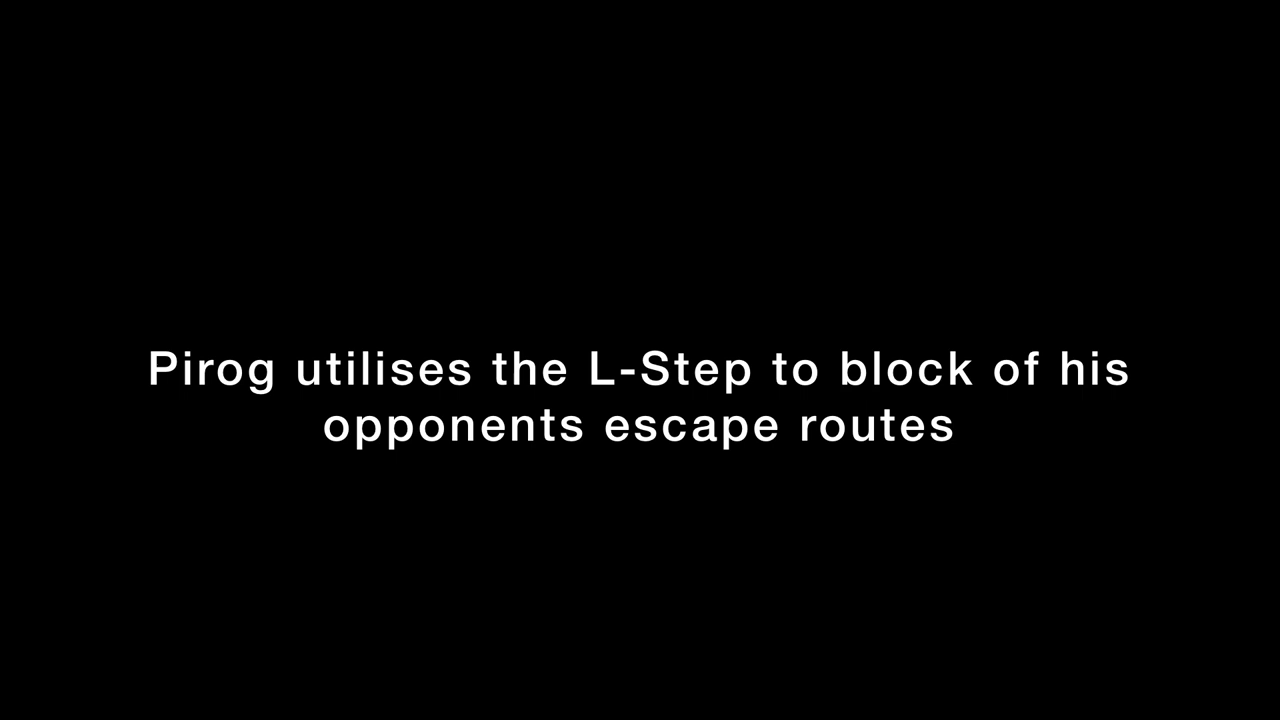 Pirog utilises the L-Step to block of his
opponents escape routes